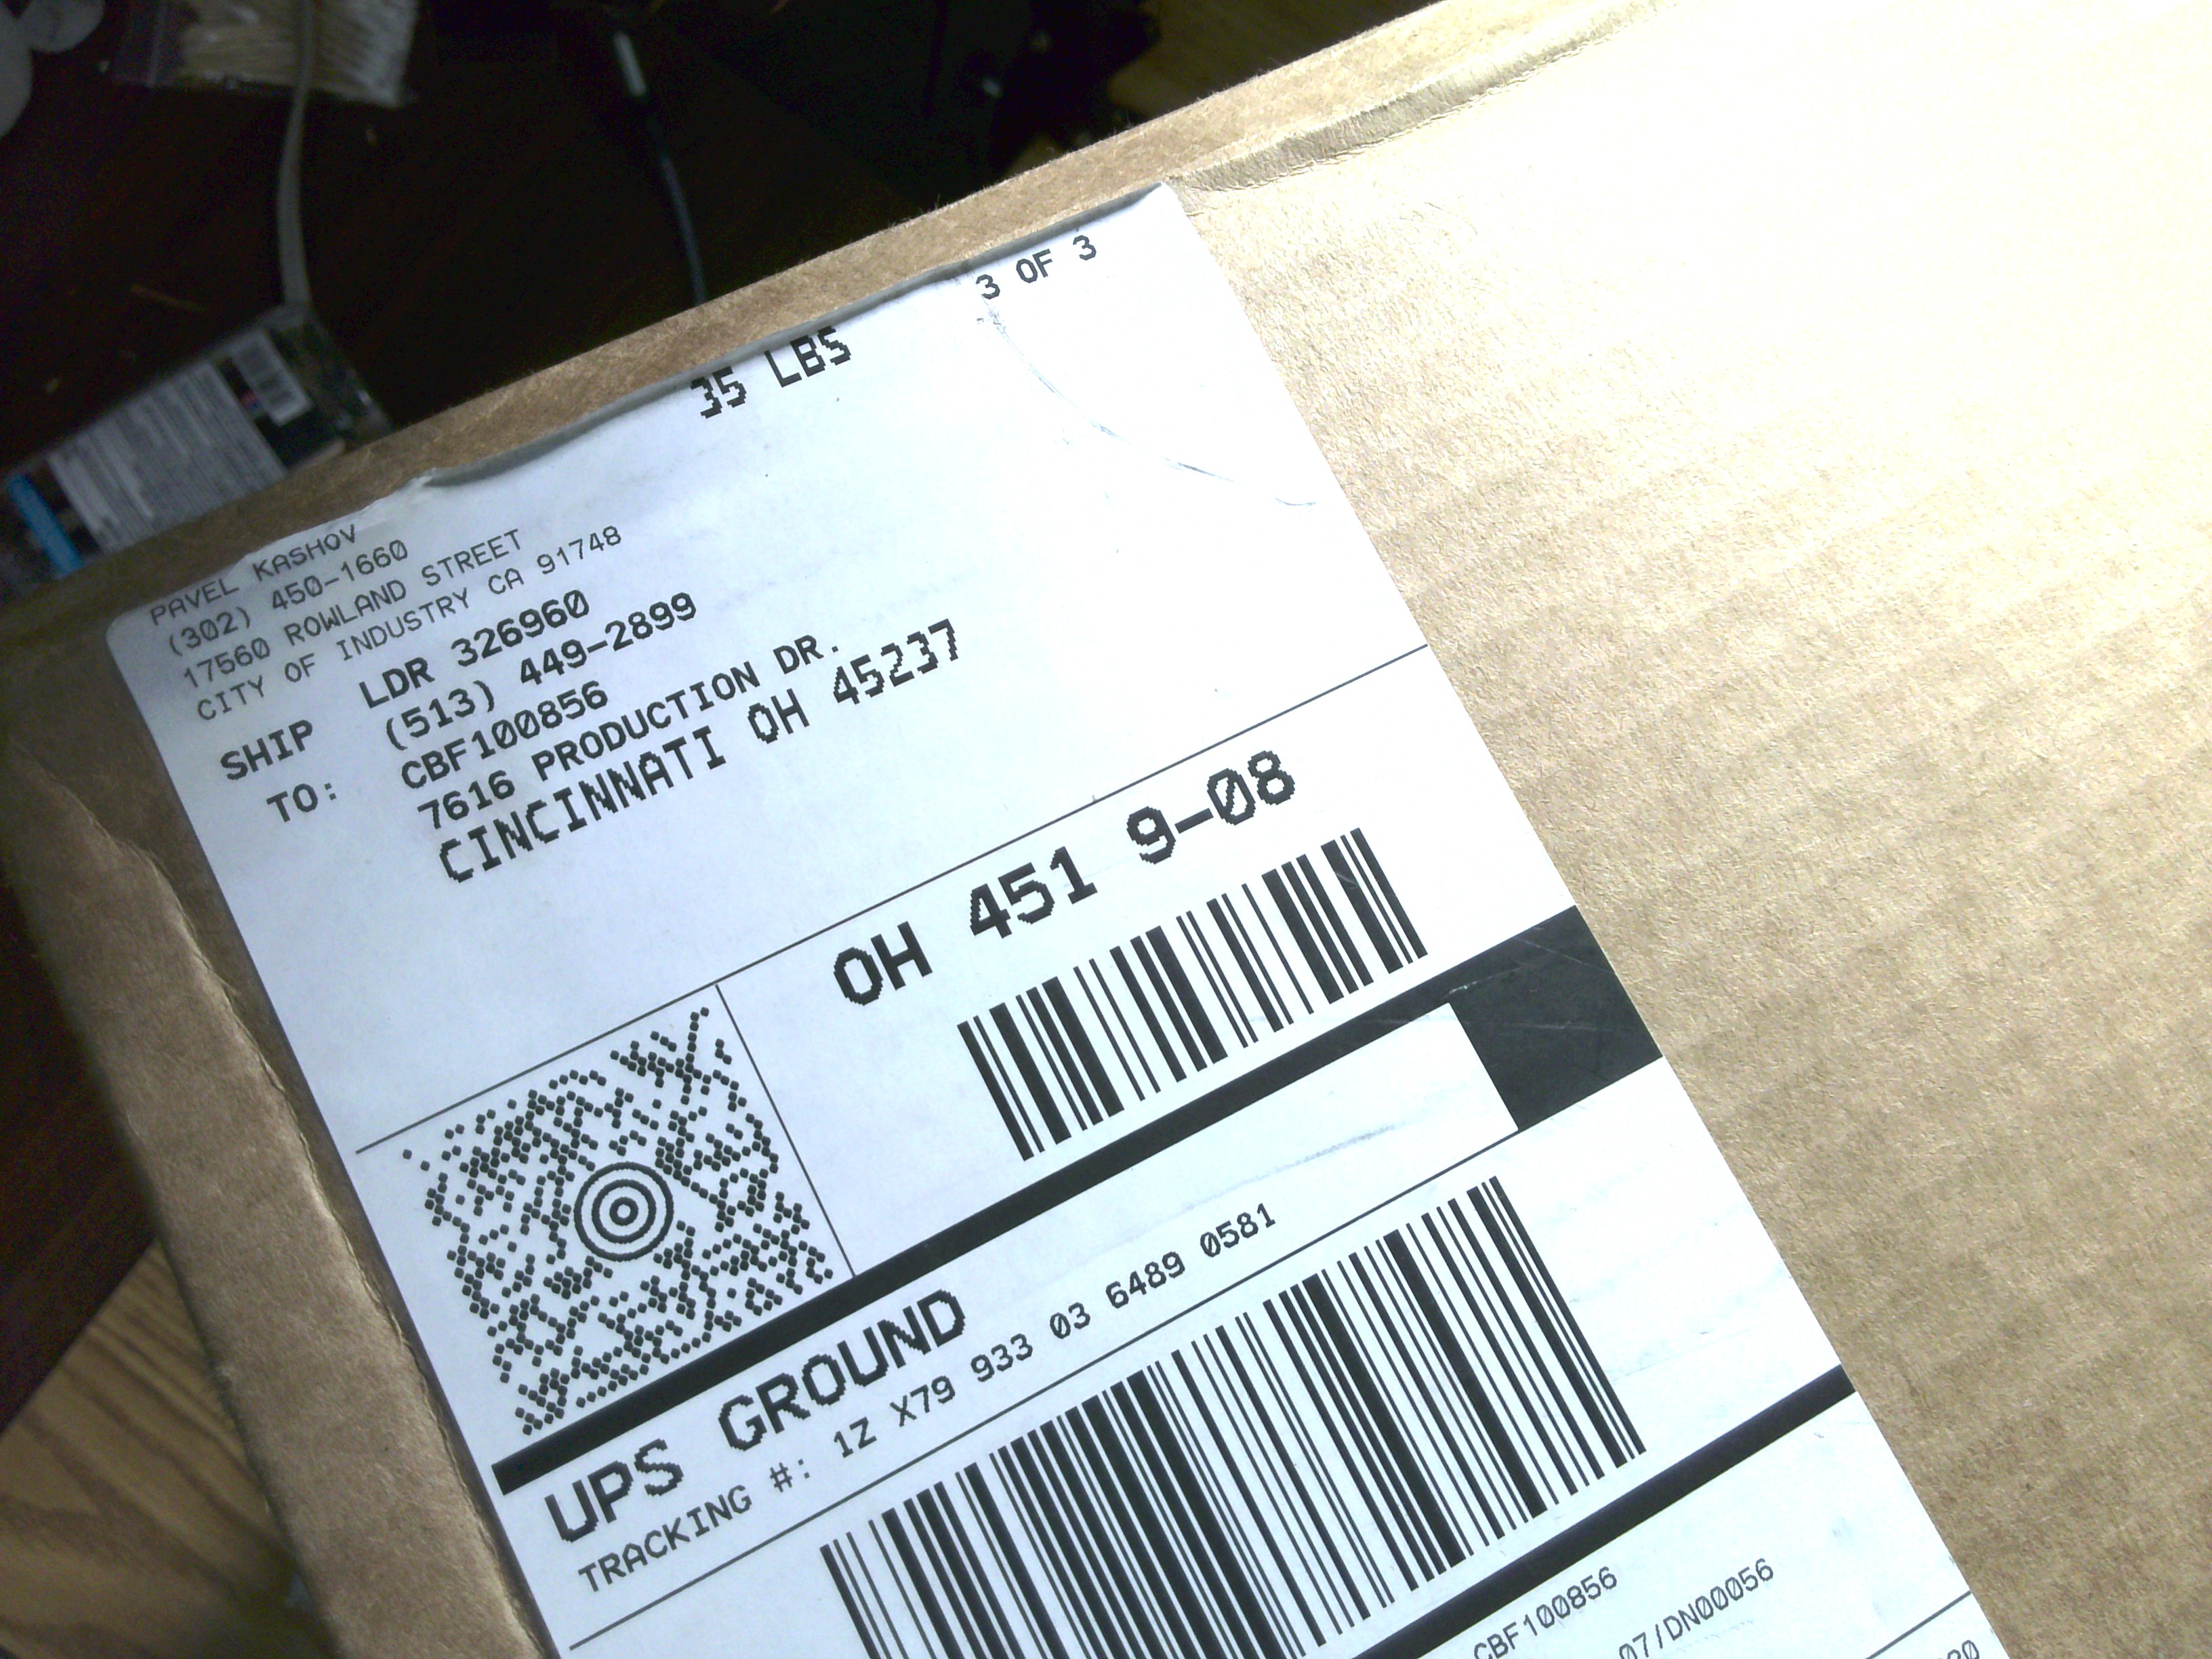 3 OF 3
35 LBS
PAVEL KASHOV
(302) 450-1660
17560 ROWLAND STREET
CITY OF INDUSTRY CA 91748
SHIP
TO:
LDR 326960
(513) 449-2899
CBF100856
7616 PRODUCTION DR.
CINCINNATI OH 45237
OH 451 9-08
UPS GROUND
TRACKING #: 1Z X79 933 03 6489 0581
CBF100856
07/DN00056